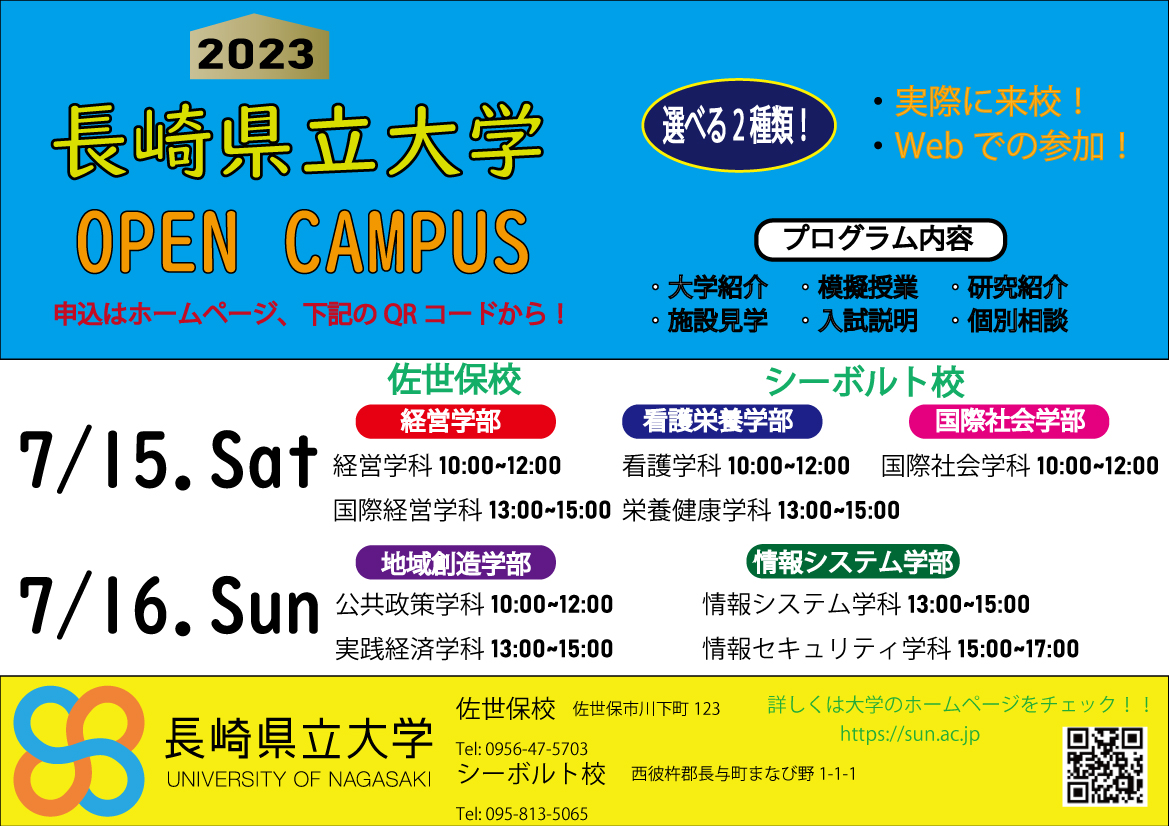 2023
長崎県立大学
OPEN CAMPUS
申込はホームページ、下記のQRコードから！
選べる2種類！
・実際に来校！
・Webでの参加！
プログラム内容
・大学紹介 ・模擬授業 ・研究紹介
・施設見学 ・入試説明 ・個別相談
佐世保校 シーボルト校
7/15.Sat
経営学部 看護栄養学部 国際社会学部
経営学科 10:00~12:00 看護学科 10:00~12:00 国際社会学科 10:00~12:00
国際経営学科 13:00~15:00 栄養健康学科 13:00~15:00
7/16.Sun
地域創造学部 情報システム学部
公共政策学科 10:00~12:00 情報システム学科 13:00~15:00
実践経済学科 13:00~15:00 情報セキュリティ学科 15:00~17:00
長崎県立大学
UNIVERSITY OF NAGASAKI
佐世保校 佐世保市川下町 123
Tel: 0956-47-5703
シーボルト校 西彼杵郡長与町まなび野 1-1-1
Tel: 095-813-5065
詳しくは大学のホームページをチェック！！
https://sun.ac.jp